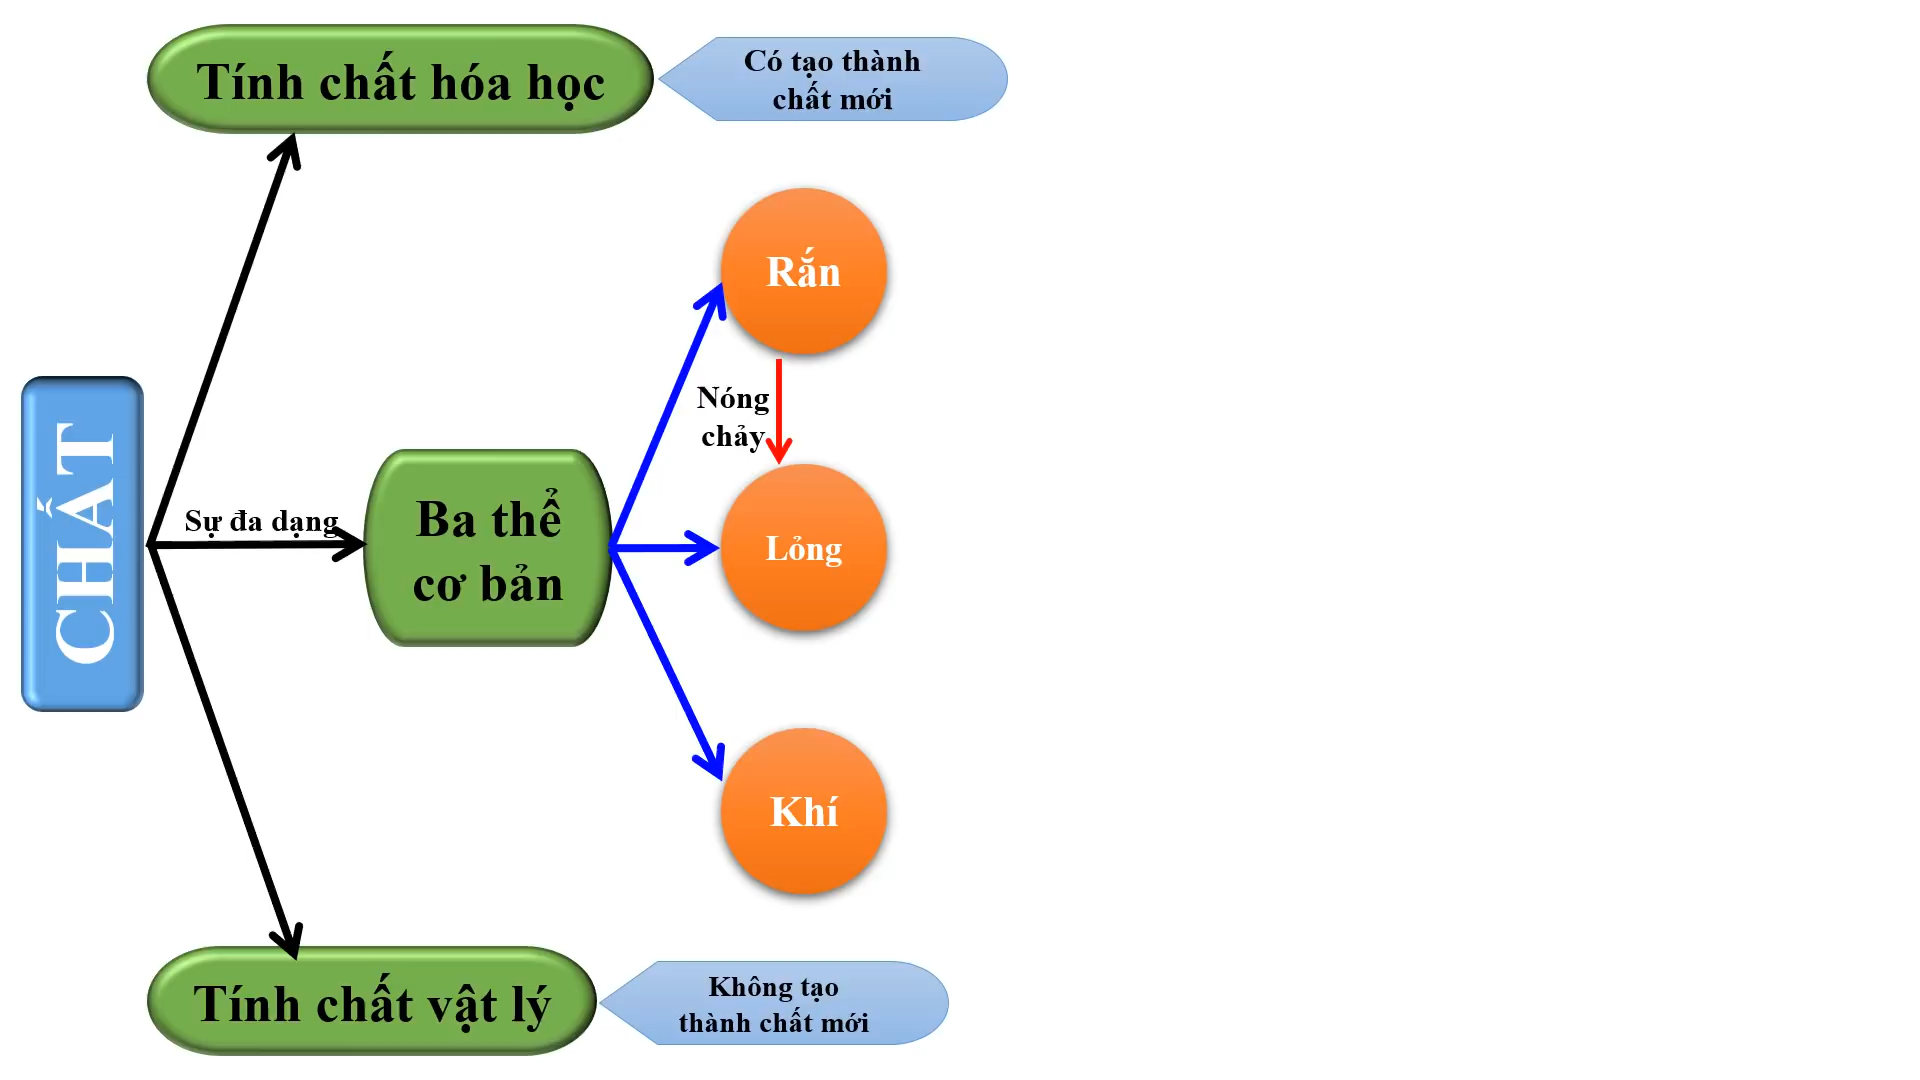 Tính chất hóa học
Có tạo thành
chất mới
Rắn
Nóng
chảy
CHẤT
Sự đa dạng
Ba thể
cơ bản
Lỏng
Khí
Tính chất vật lý
Không tạo
thành chất mới